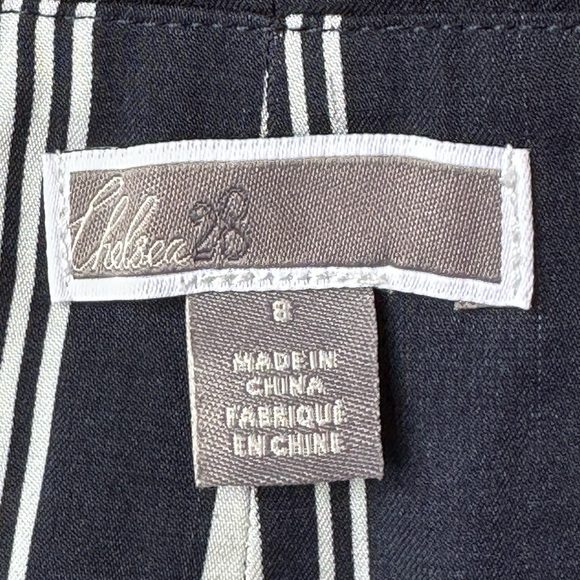 Chelsea28
8
MADE IN
CHINA
FABRIQUÉ
EN CHINE